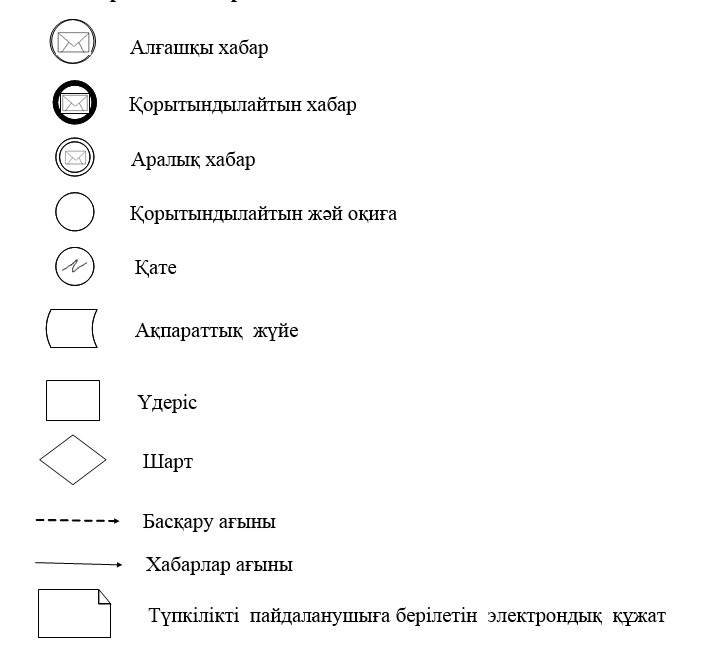 Алғашқы хабар
Қорытындылайтын хабар
Аралық хабар
Қорытындылайтын жәй оқиға
Қате
Ақпараттық жүйе
Үдеріс
Шарт
Басқару ағыны
Хабарлар ағыны
Түпкілікті пайдаланушыға берілетін электрондық құжат